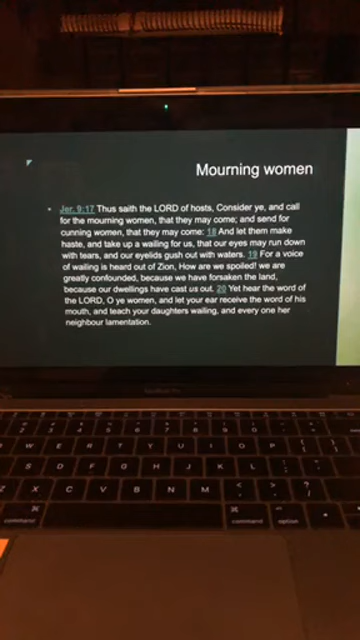 Mourning women
Jer. 9:17 Thus saith the LORD of hosts, Consider ye, and call
for the mourning women, that they may come; and send for
cunning women, that they may come: 18 And let them make
haste, and take up a wailing for us, that our eyes may run down
with tears, and our eyelids gush out with waters. 19 For a voice
of wailing is heard out of Zion, How are we spoiled! we are
greatly confounded, because we have forsaken the land,
because our dwellings have cast us out. 20 Yet hear the word of
the LORD, O ye women, and let your ear receive the word of his
mouth, and teach your daughters wailing, and every one her
neighbour lamentation.
MacBook Pro
W E R T Y U I O P
S D F G H J K L
Z X C V B N M
command command option